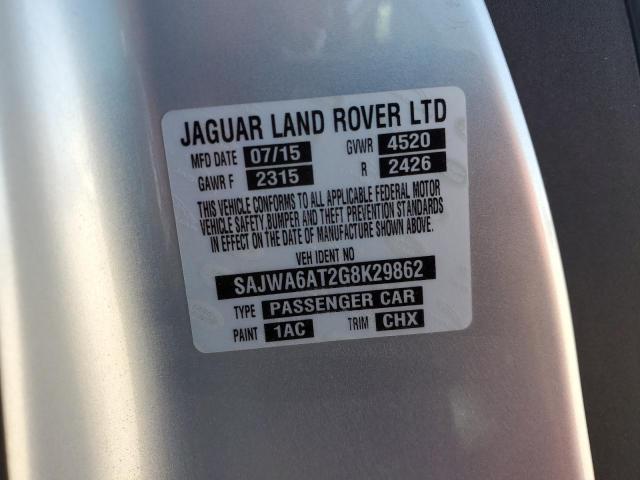 JAGUAR LAND ROVER LTD
MFD DATE 07/15 GVWR 4520
GAWR F 2315 R 2426
THIS VEHICLE CONFORMS TO ALL APPLICABLE FEDERAL MOTOR
VEHICLE SAFETY,BUMPER AND THEFT PREVENTION STANDARDS
IN EFFECT ON THE DATE OF MANUFACTURE SHOWN ABOVE.
VEH IDENT NO
SAJWA6AT2G8K29862
TYPE PASSENGER CAR
PAINT 1AC TRIM CHX